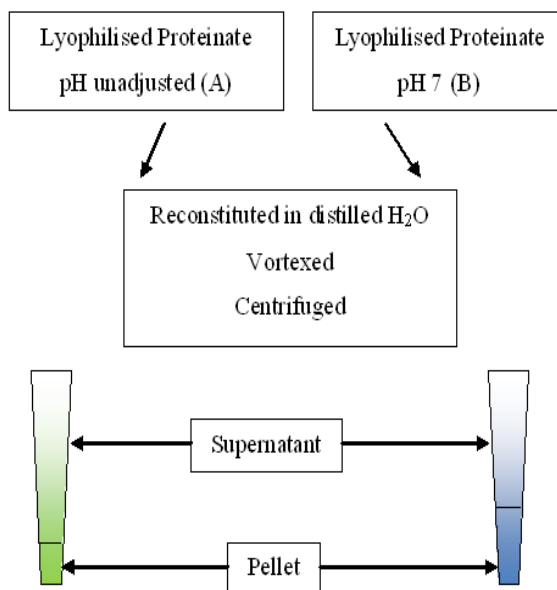 Lyophilised Proteinate
pH unadjusted (A)
Lyophilised Proteinate
pH 7 (B)
Reconstituted in distilled H₂O
Vortexed
Centrifuged
Supernatant
Pellet